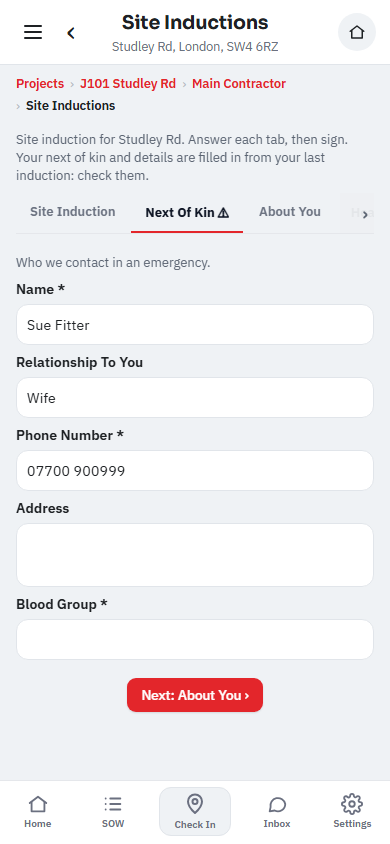 Site Inductions
Studley Rd, London, SW4 6RZ
Projects › J101 Studley Rd › Main Contractor
› Site Inductions
Site induction for Studley Rd. Answer each tab, then sign.
Your next of kin and details are filled in from your last
induction: check them.
Site Induction Next Of Kin ⚠ About You
Who we contact in an emergency.
Name *
Sue Fitter
Relationship To You
Wife
Phone Number *
07700 900999
Address
Blood Group *
Next: About You ›
Home SOW Check In Inbox Settings